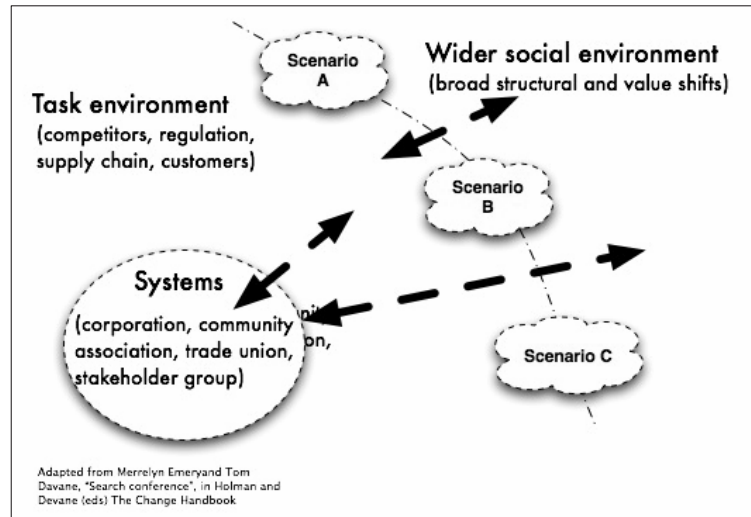 Scenario
A
Wider social environment
(broad structural and value shifts)
Task environment
(competitors, regulation,
supply chain, customers)
Scenario
B
Systems
(corporation, community
association, trade union,
stakeholder group)
Scenario C
Adapted from Merrelyn Emeryand Tom
Davane, "Search conference", in Holman and
Devane (eds) The Change Handbook